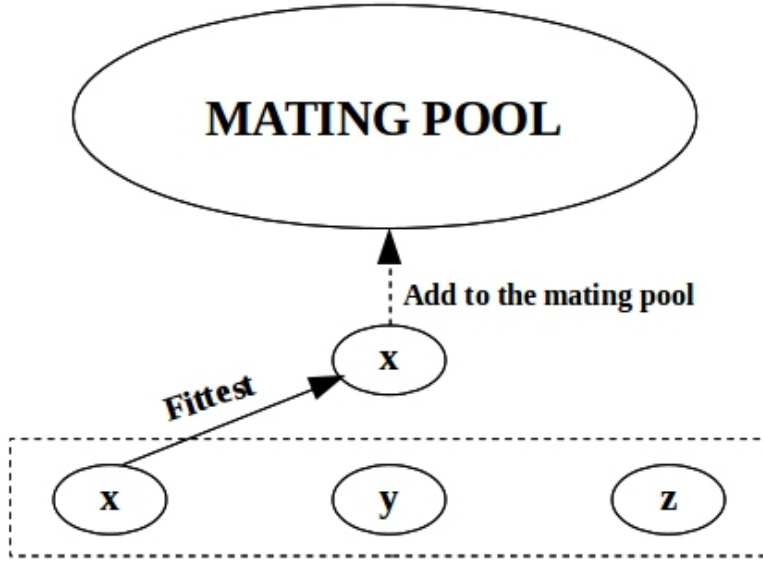 MATING POOL
Add to the mating pool
x
Fittest
x y z